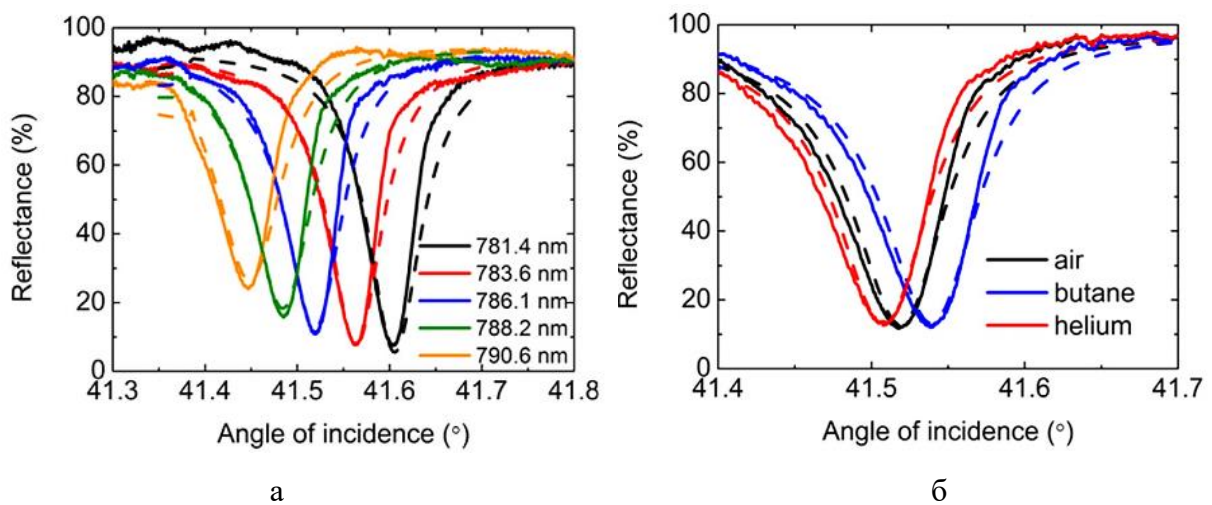 100
80
60
40
20
0
Reflectance (%)
781.4 nm
783.6 nm
786.1 nm
788.2 nm
790.6 nm
41.3 41.4 41.5 41.6 41.7 41.8
Angle of incidence (°)
а
100
80
60
40
20
0
Reflectance (%)
air
butane
helium
41.4 41.5 41.6 41.7
Angle of incidence (°)
б